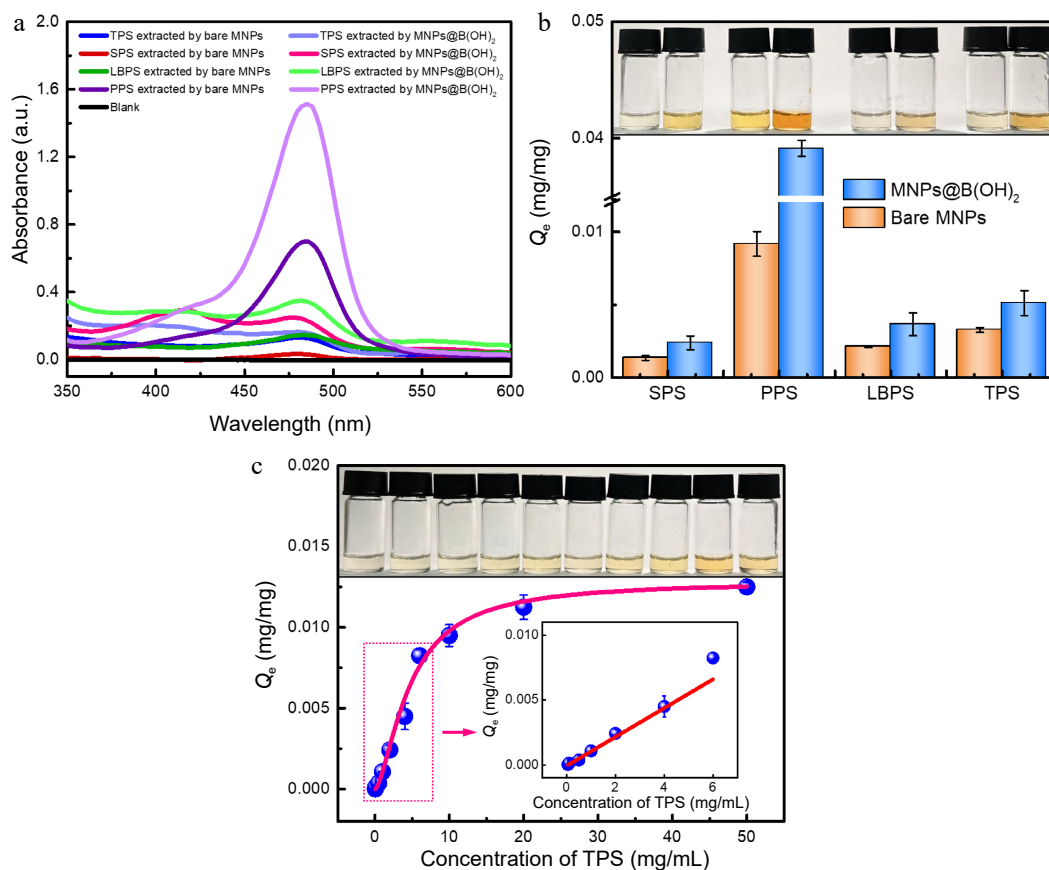 a
2.0
1.6
1.2
0.8
0.4
0.0
Absorbance (a.u.)
TPS extracted by bare MNPs
SPS extracted by bare MNPs
LBPS extracted by bare MNPs
PPS extracted by bare MNPs
Blank
TPS extracted by MNPs@B(OH)₂
SPS extracted by MNPs@B(OH)₂
LBPS extracted by MNPs@B(OH)₂
PPS extracted by MNPs@B(OH)₂
350 400 450 500 550 600
Wavelength (nm)
b
0.05
0.04
0.01
0.00
Qₑ (mg/mg)
MNPs@B(OH)₂
Bare MNPs
SPS PPS LBPS TPS
c
0.020
0.015
0.010
0.005
0.000
Qₑ (mg/mg)
0.010
0.005
0.000
Qₑ (mg/mg)
0 2 4 6
Concentration of TPS (mg/mL)
0 10 20 30 40 50
Concentration of TPS (mg/mL)